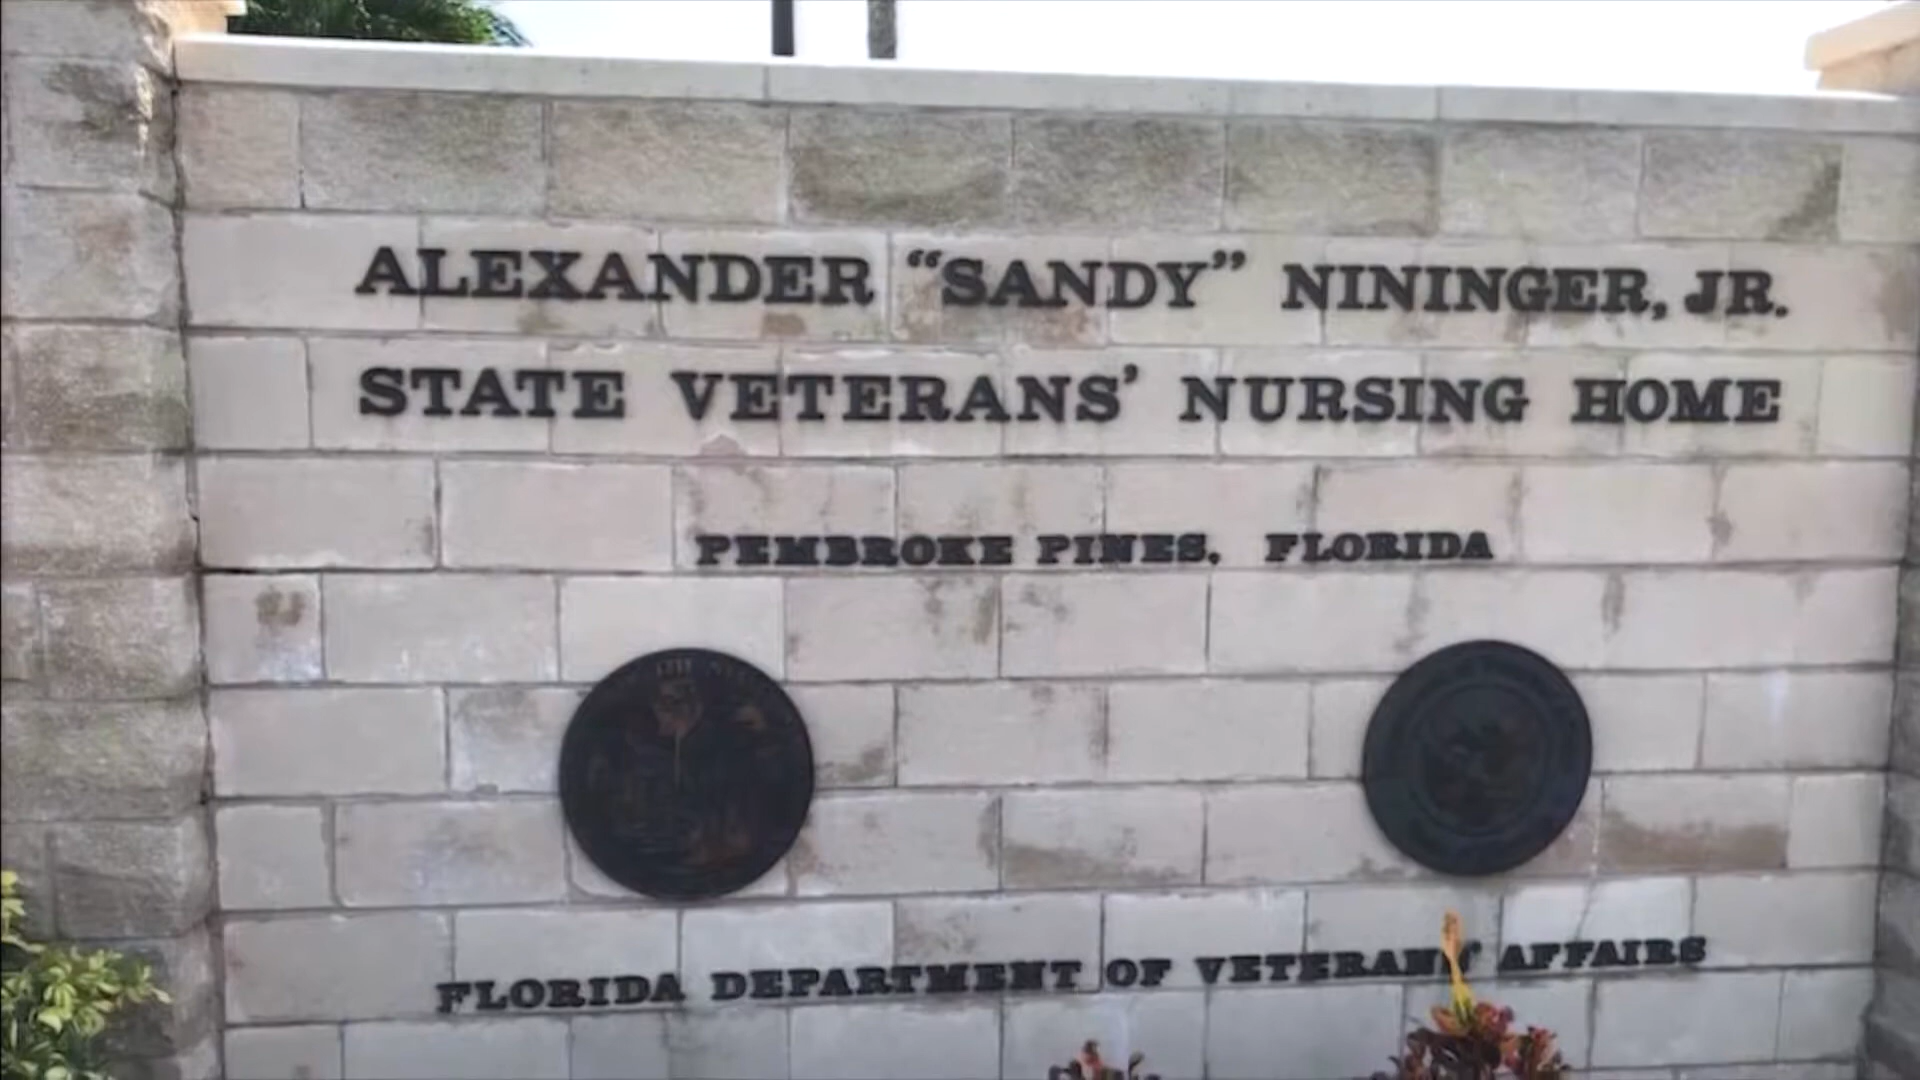 ALEXANDER “SANDY” NININGER, JR.
STATE VETERANS’ NURSING HOME
PEMBROKE PINES, FLORIDA
FLORIDA DEPARTMENT OF VETERANS’ AFFAIRS